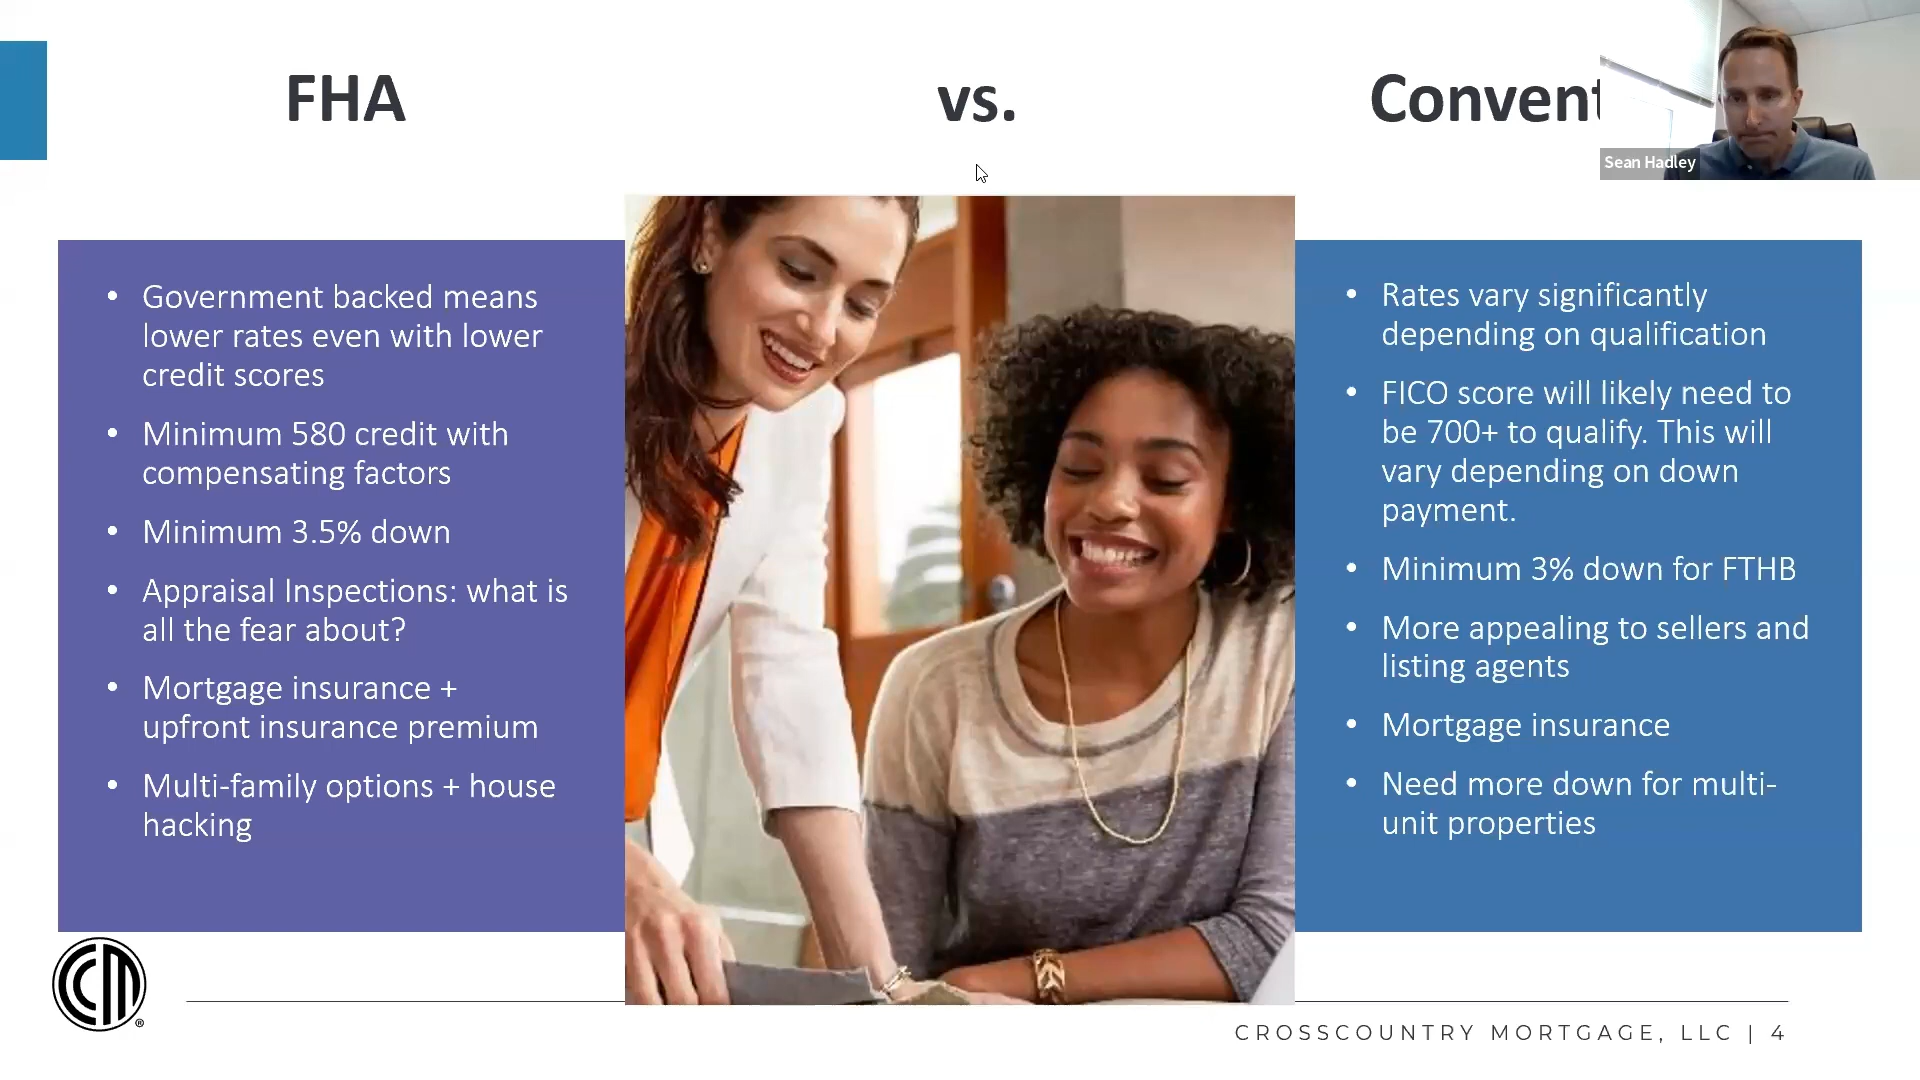 FHA vs. Convent
Sean Hadley
• Government backed means
lower rates even with lower
credit scores
• Minimum 580 credit with
compensating factors
• Minimum 3.5% down
• Appraisal Inspections: what is
all the fear about?
• Mortgage insurance +
upfront insurance premium
• Multi-family options + house
hacking
• Rates vary significantly
depending on qualification
• FICO score will likely need to
be 700+ to qualify. This will
vary depending on down
payment.
• Minimum 3% down for FTHB
• More appealing to sellers and
listing agents
• Mortgage insurance
• Need more down for multi-
unit properties
CCM®
CROSSCOUNTRY MORTGAGE, LLC | 4